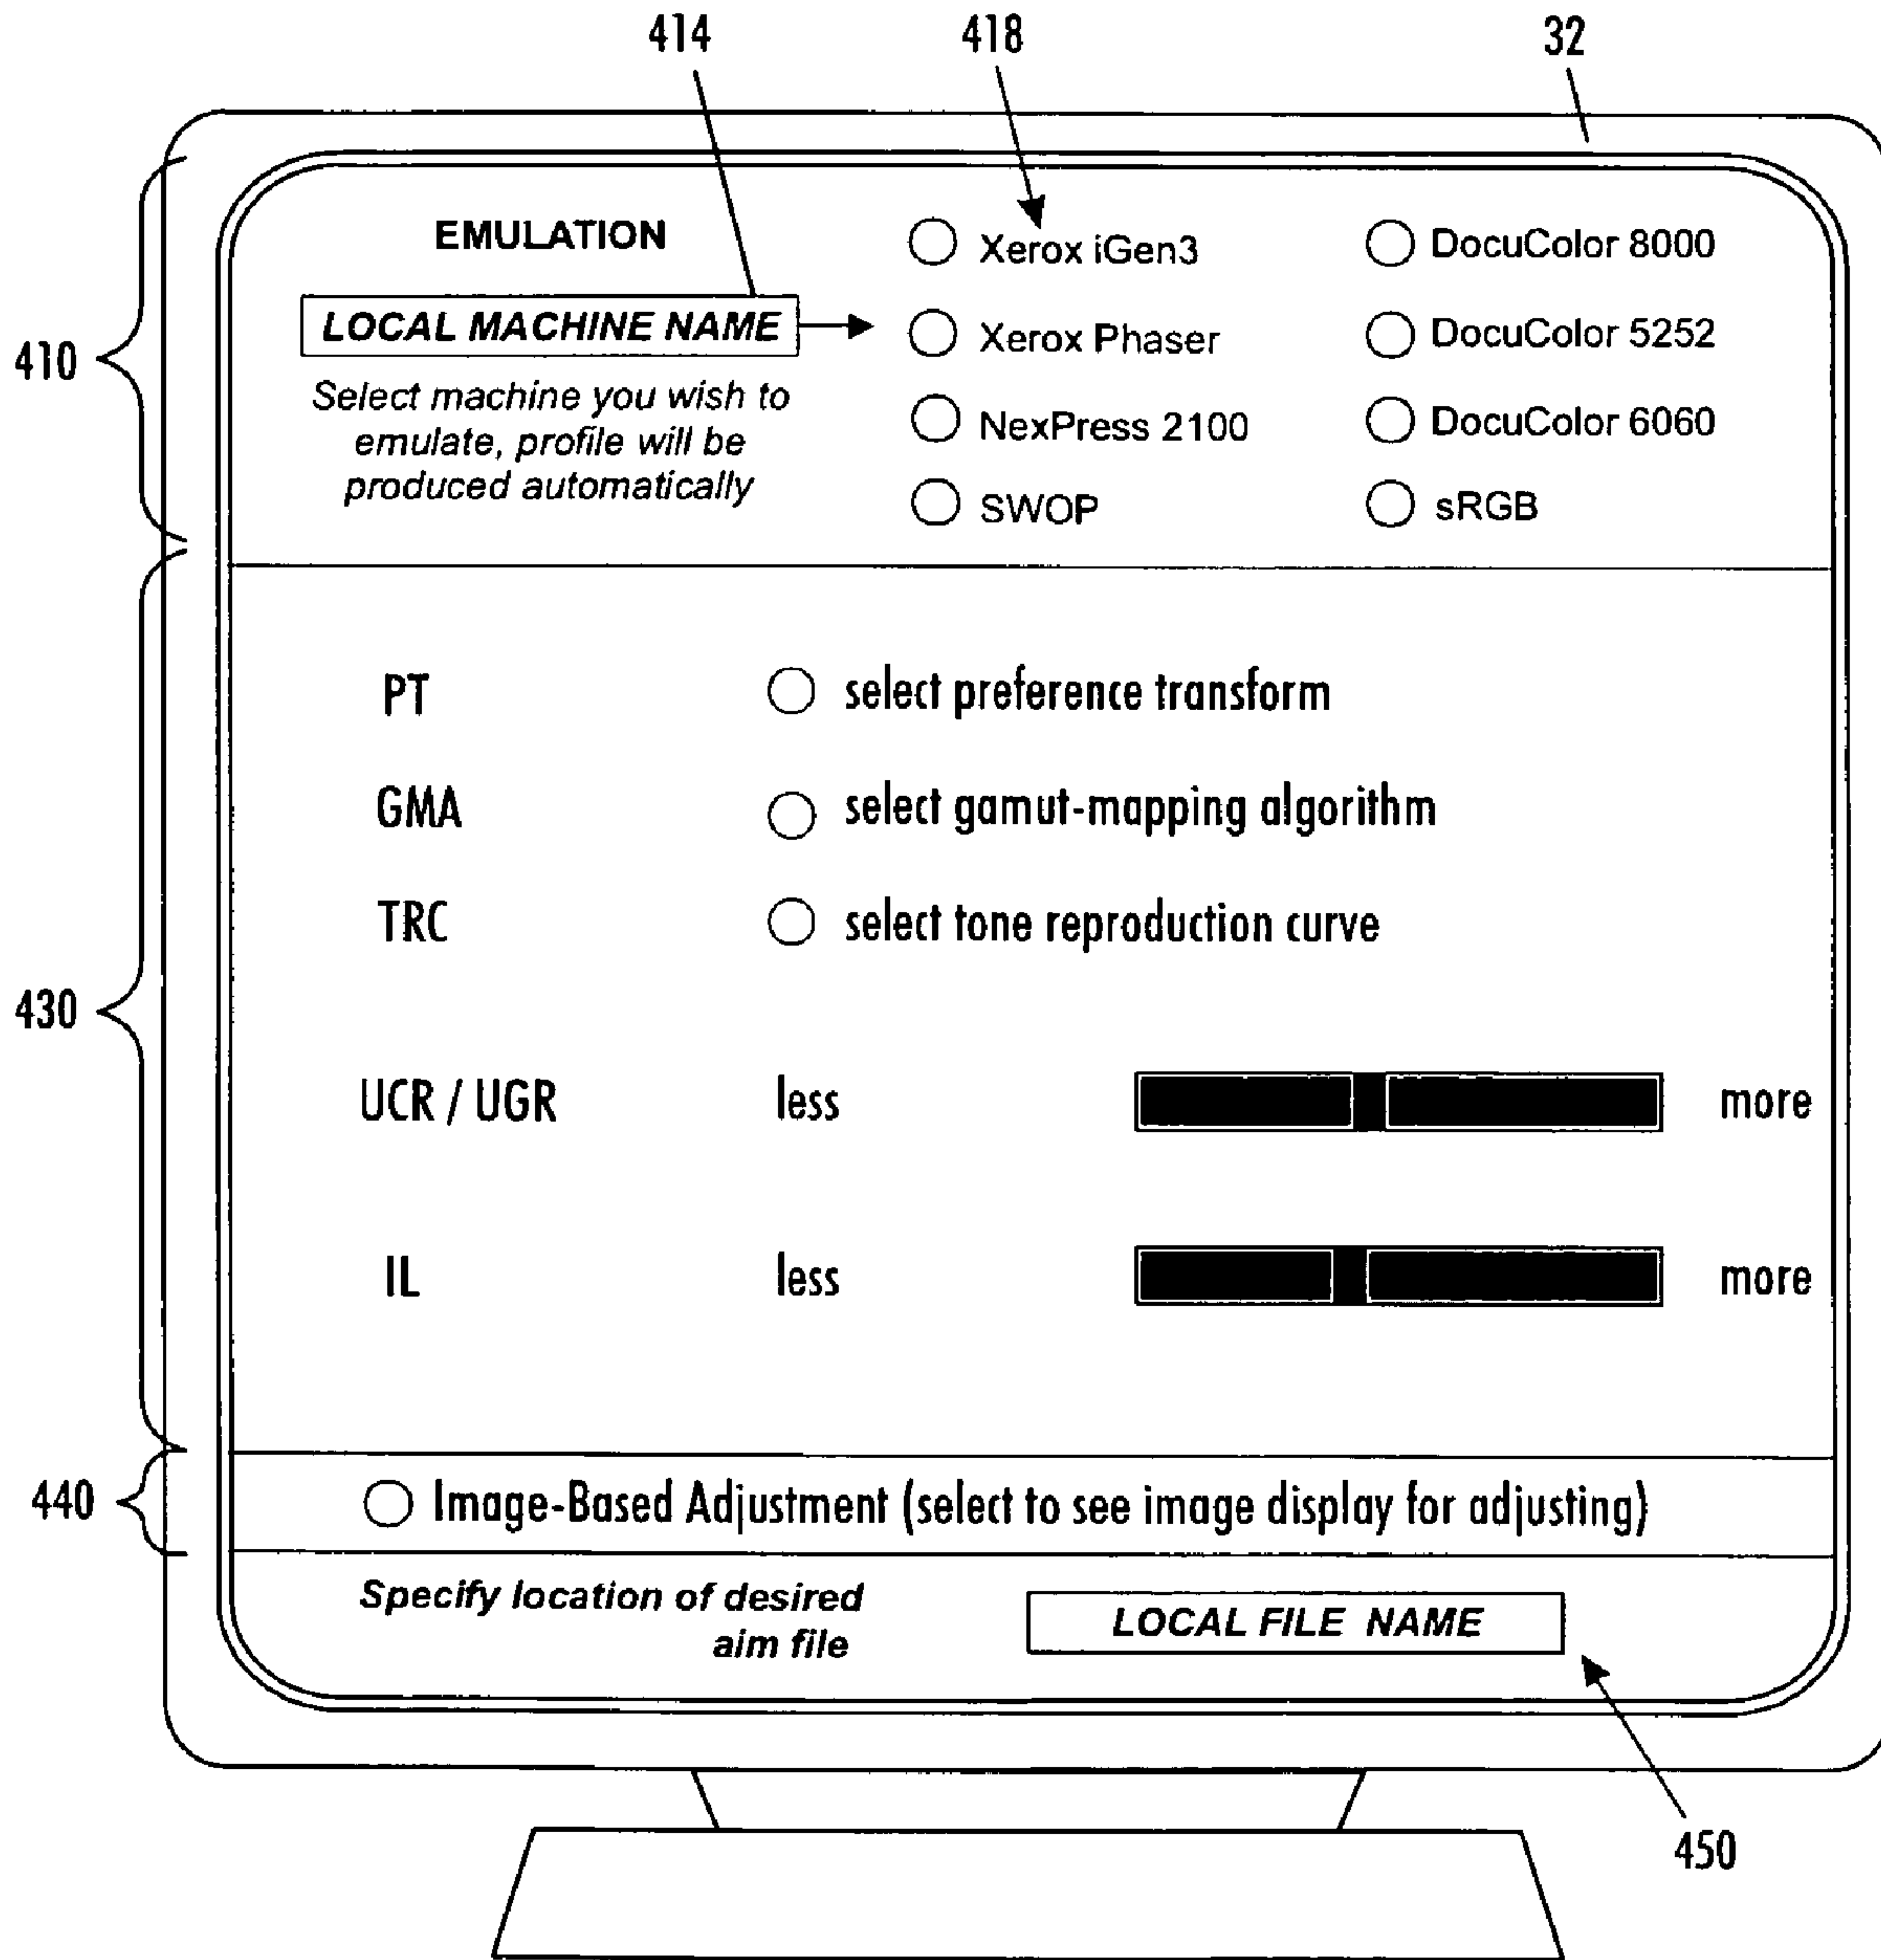 414 418 32
EMULATION
LOCAL MACHINE NAME
Select machine you wish to
emulate, profile will be
produced automatically
Xerox iGen3
Xerox Phaser
NexPress 2100
SWOP
DocuColor 8000
DocuColor 5252
DocuColor 6060
sRGB
410
PT select preference transform
GMA select gamut-mapping algorithm
TRC select tone reproduction curve
430
UCR / UGR less more
IL less more
440
Image-Based Adjustment (select to see image display for adjusting)
Specify location of desired
aim file
LOCAL FILE NAME
450